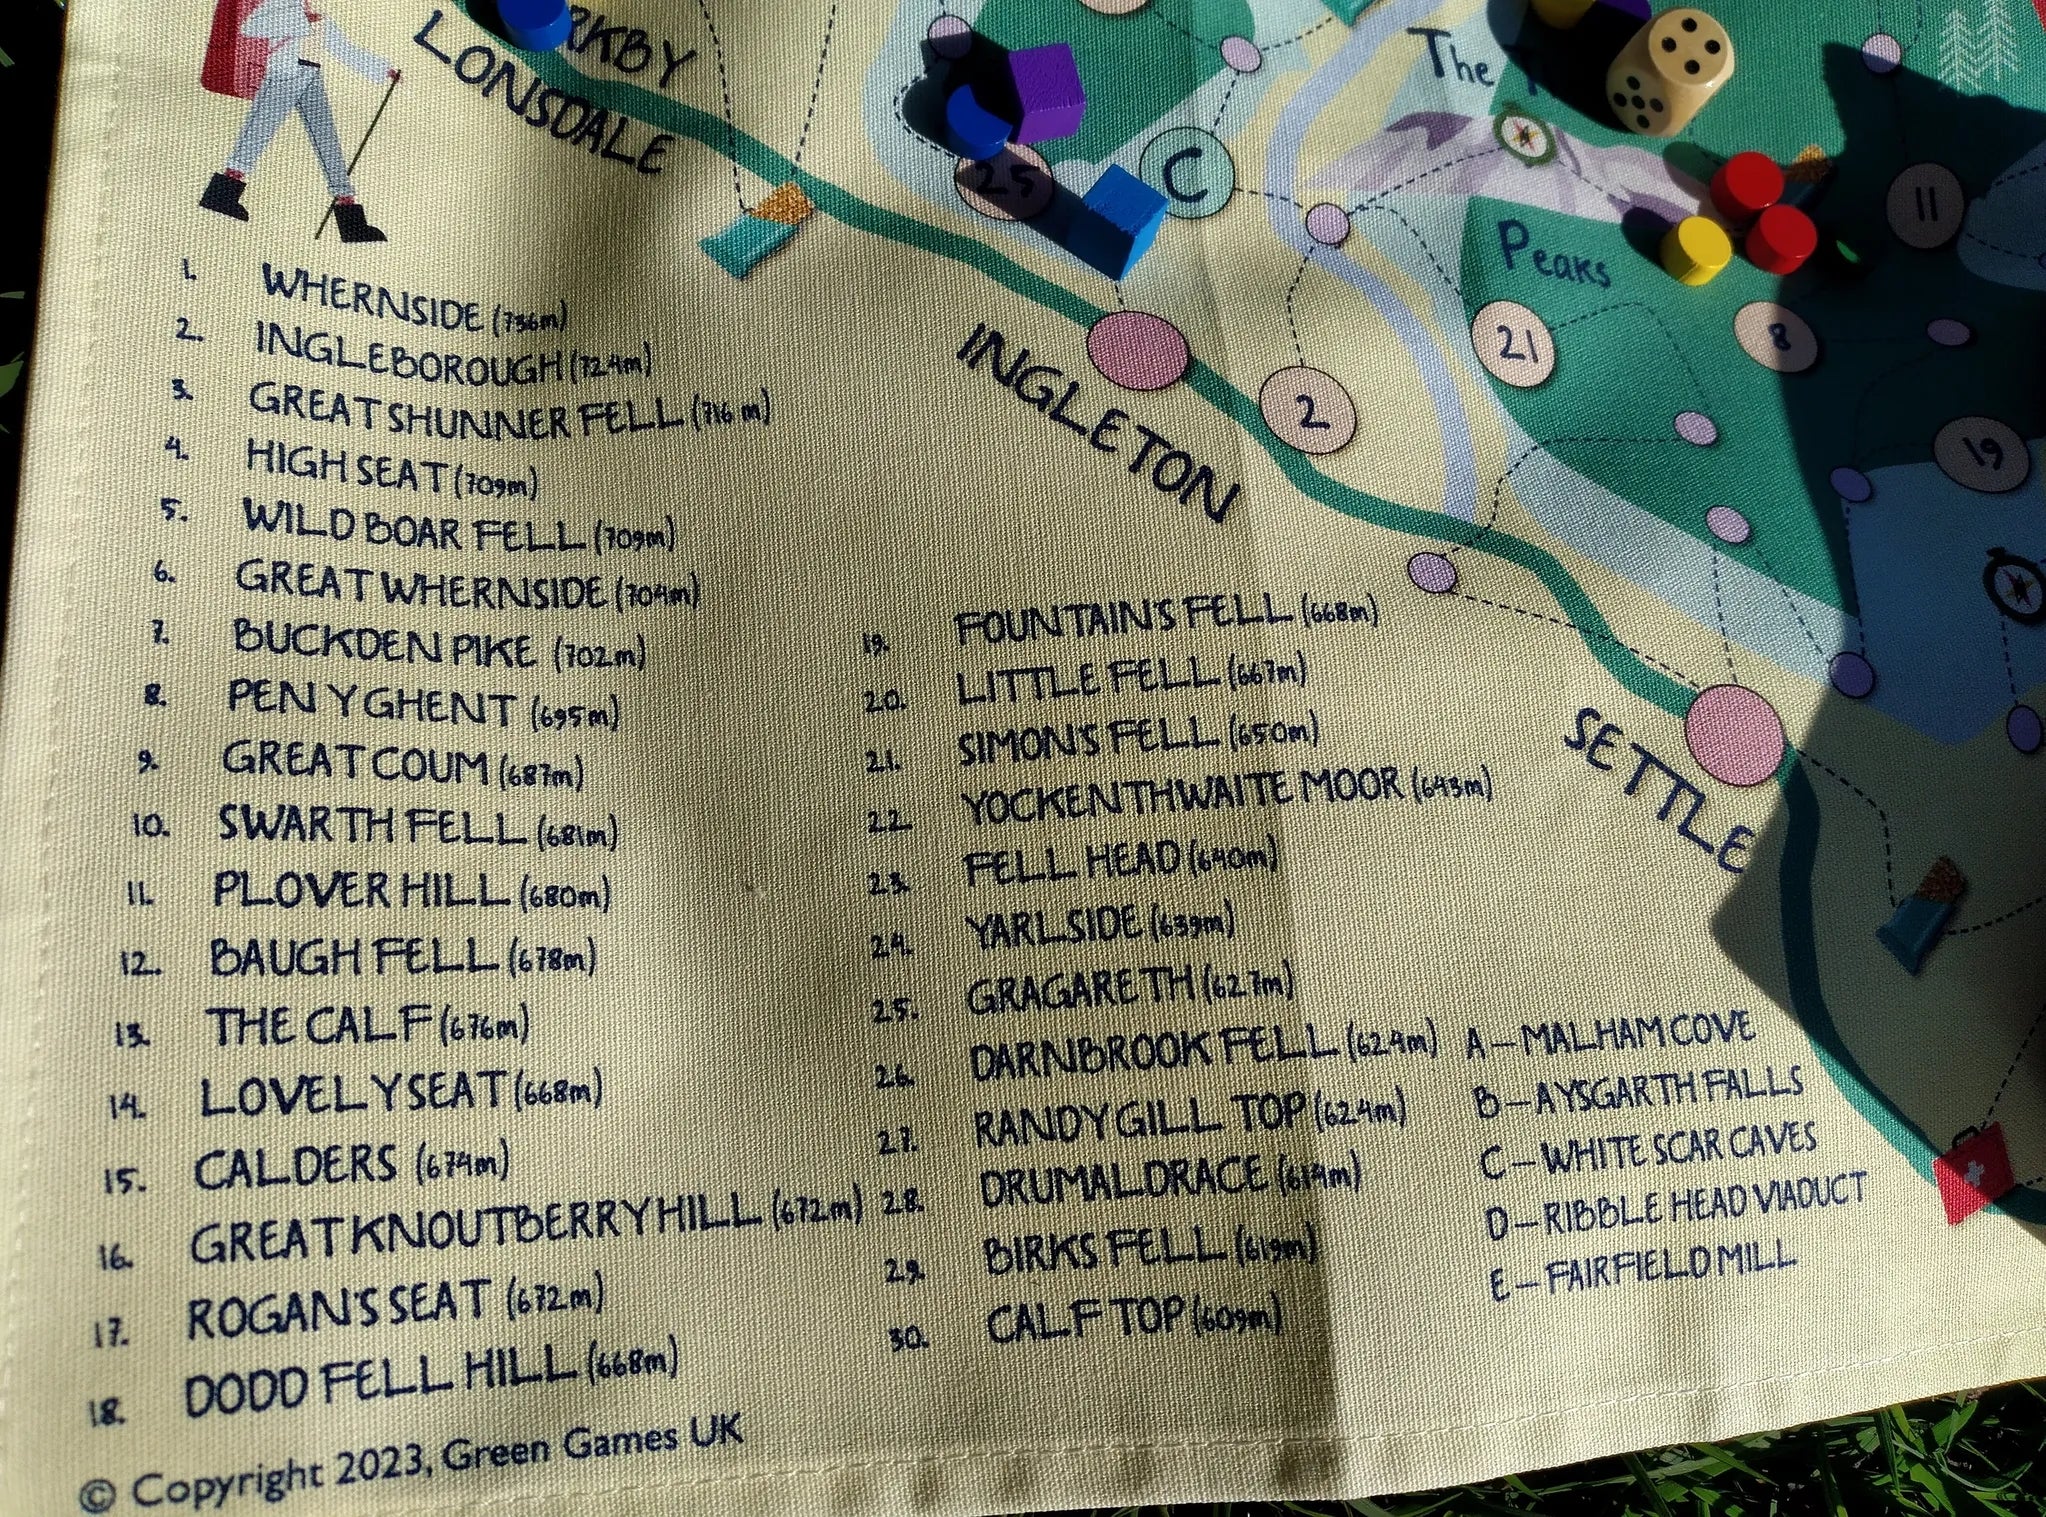 LONSDALE
The
Peaks
25
C
11
21
8
2
19
INGLETON
SETTLE
1. WHERNSIDE (736m)
2. INGLEBOROUGH (724m)
3. GREAT SHUNNER FELL (716m)
4. HIGH SEAT (709m)
5. WILD BOAR FELL (709m)
6. GREAT WHERNSIDE (704m)
7. BUCKDEN PIKE (702m)
8. PEN Y GHENT (695m)
9. GREAT COUM (687m)
10. SWARTH FELL (681m)
11. PLOVER HILL (680m)
12. BAUGH FELL (678m)
13. THE CALF (676m)
14. LOVELY SEAT (668m)
15. CALDERS (674m)
16. GREAT KNOUTBERRY HILL (672m)
17. ROGAN'S SEAT (672m)
18. DODD FELL HILL (668m)
19. FOUNTAIN'S FELL (668m)
20. LITTLE FELL (667m)
21. SIMON'S FELL (650m)
22. YOCKENTHWAITE MOOR (643m)
23. FELL HEAD (640m)
24. YARLSIDE (639m)
25. GRAGARETH (627m)
26. DARNBROOK FELL (624m)
27. RANDYGILL TOP (624m)
28. DRUMALDRACE (614m)
29. BIRKS FELL (619m)
30. CALF TOP (609m)
A – MALHAM COVE
B – AYSGARTH FALLS
C – WHITE SCAR CAVES
D – RIBBLE HEAD VIADUCT
E – FAIRFIELD MILL
© Copyright 2023, Green Games UK